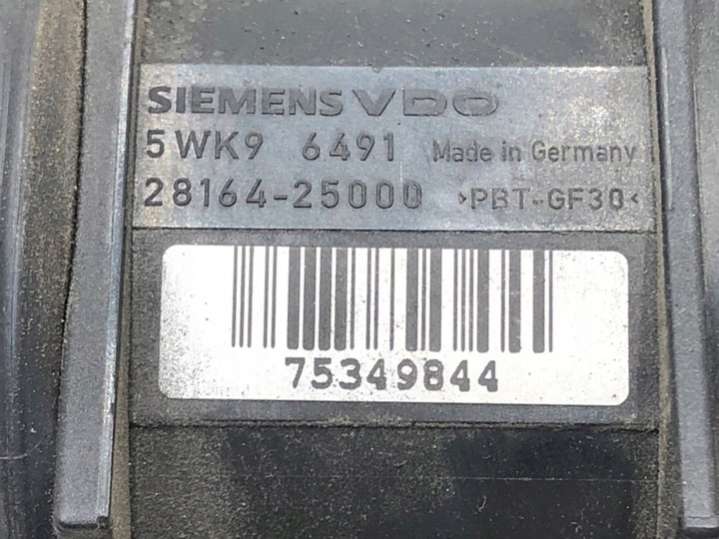 SIEMENS VDO
5WK9 6491 Made in Germany
28164-25000 >PBT-GF30<
75349844